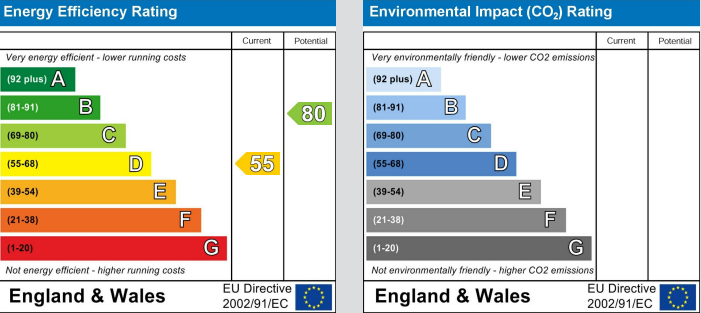 Energy Efficiency Rating
Current Potential
Very energy efficient - lower running costs
(92 plus) A
(81-91) B
80
(69-80) C
(55-68) D
55
(39-54) E
(21-38) F
(1-20) G
Not energy efficient - higher running costs
England & Wales
EU Directive
2002/91/EC
Environmental Impact (CO₂) Rating
Current Potential
Very environmentally friendly - lower CO2 emissions
(92 plus) A
(81-91) B
(69-80) C
(55-68) D
(39-54) E
(21-38) F
(1-20) G
Not environmentally friendly - higher CO2 emissions
England & Wales
EU Directive
2002/91/EC